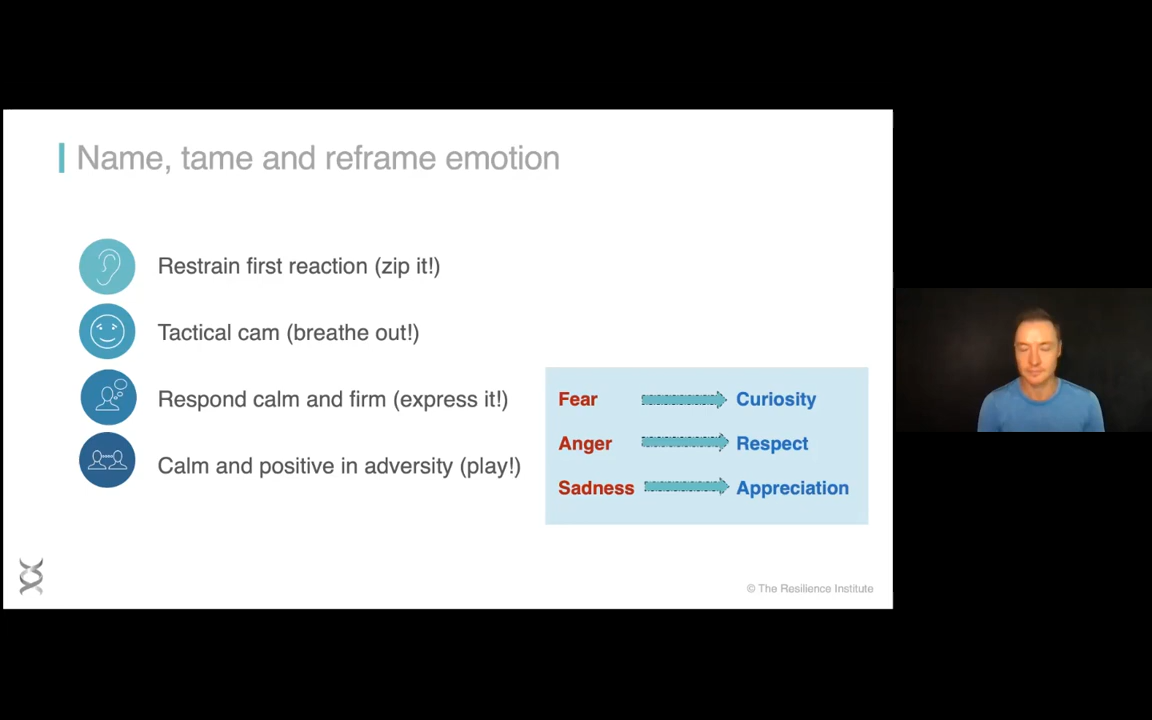 Name, tame and reframe emotion
Restrain first reaction (zip it!)
Tactical cam (breathe out!)
Respond calm and firm (express it!)
Calm and positive in adversity (play!)
Fear Curiosity
Anger Respect
Sadness Appreciation
© The Resilience Institute